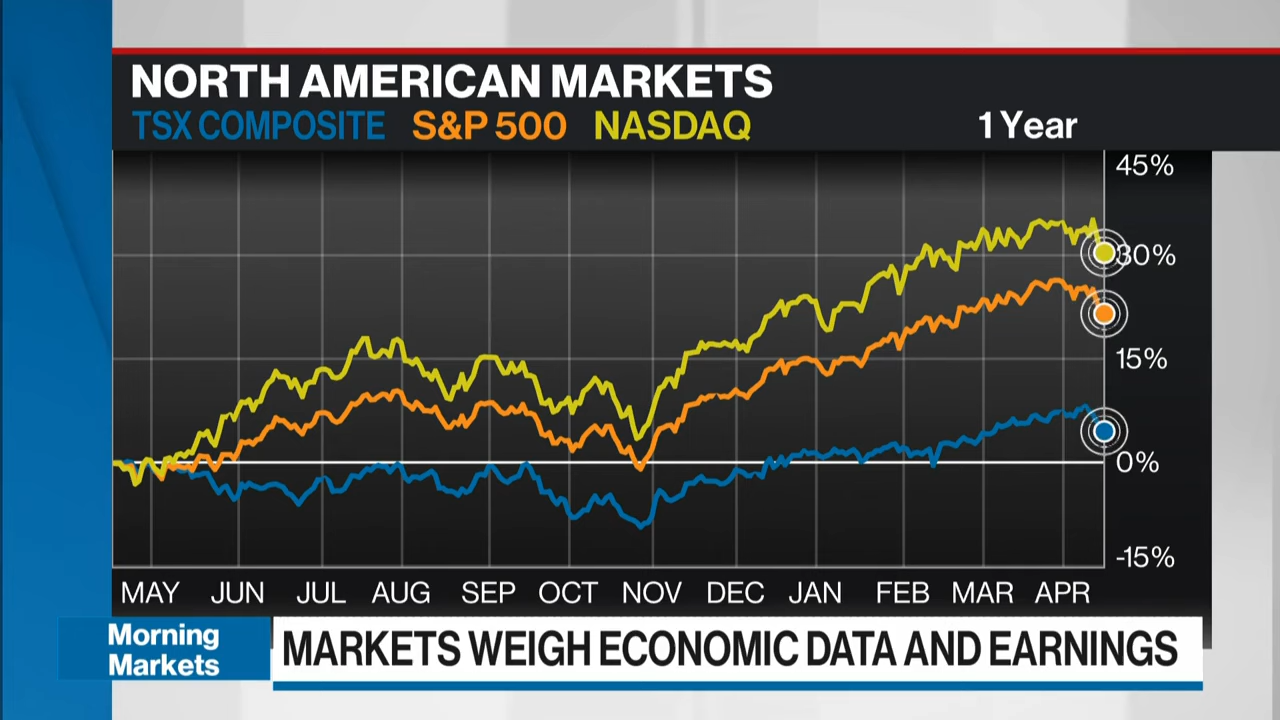 NORTH AMERICAN MARKETS
TSX COMPOSITE S&P 500 NASDAQ 1 Year
45%
30%
15%
0%
-15%
MAY JUN JUL AUG SEP OCT NOV DEC JAN FEB MAR APR
Morning
Markets
MARKETS WEIGH ECONOMIC DATA AND EARNINGS